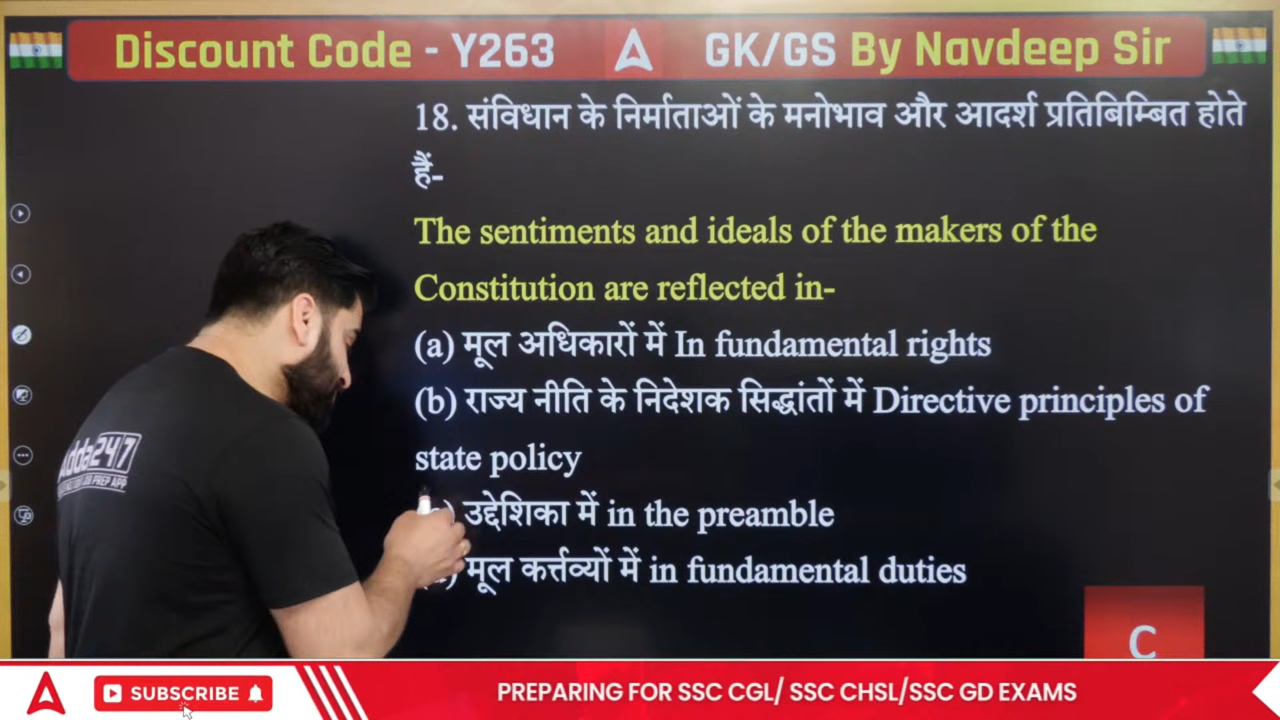 Discount Code - Y263 GK/GS By Navdeep Sir
18. संविधान के निर्माताओं के मनोभाव और आदर्श प्रतिबिम्बित होते
हैं-
The sentiments and ideals of the makers of the
Constitution are reflected in-
(a) मूल अधिकारों में In fundamental rights
(b) राज्य नीति के निदेशक सिद्धांतों में Directive principles of
state policy
उद्देशिका में in the preamble
मूल कर्त्तव्यों में in fundamental duties
C
SUBSCRIBE
PREPARING FOR SSC CGL/ SSC CHSL/SSC GD EXAMS